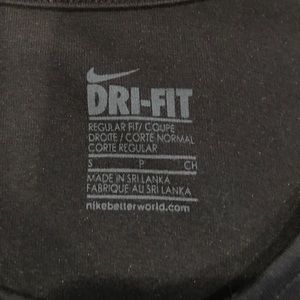 DRI-FIT
REGULAR FIT/ COUPE
DROITE / CORTE NORMAL
CORTE REGULAR
S P CH
MADE IN SRI LANKA
FABRIQUE AU SRI LANKA
nikebetterworld.com